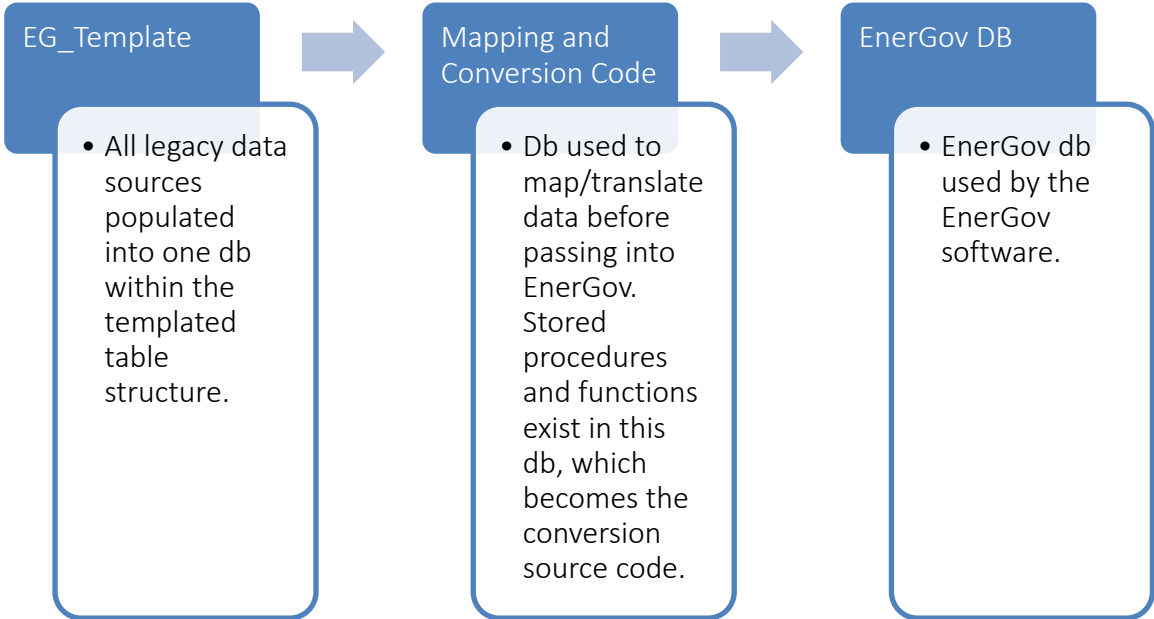 EG_Template
• All legacy data
sources
populated
into one db
within the
templated
table
structure.
Mapping and
Conversion Code
• Db used to
map/translate
data before
passing into
EnerGov.
Stored
procedures
and functions
exist in this
db, which
becomes the
conversion
source code.
EnerGov DB
• EnerGov db
used by the
EnerGov
software.